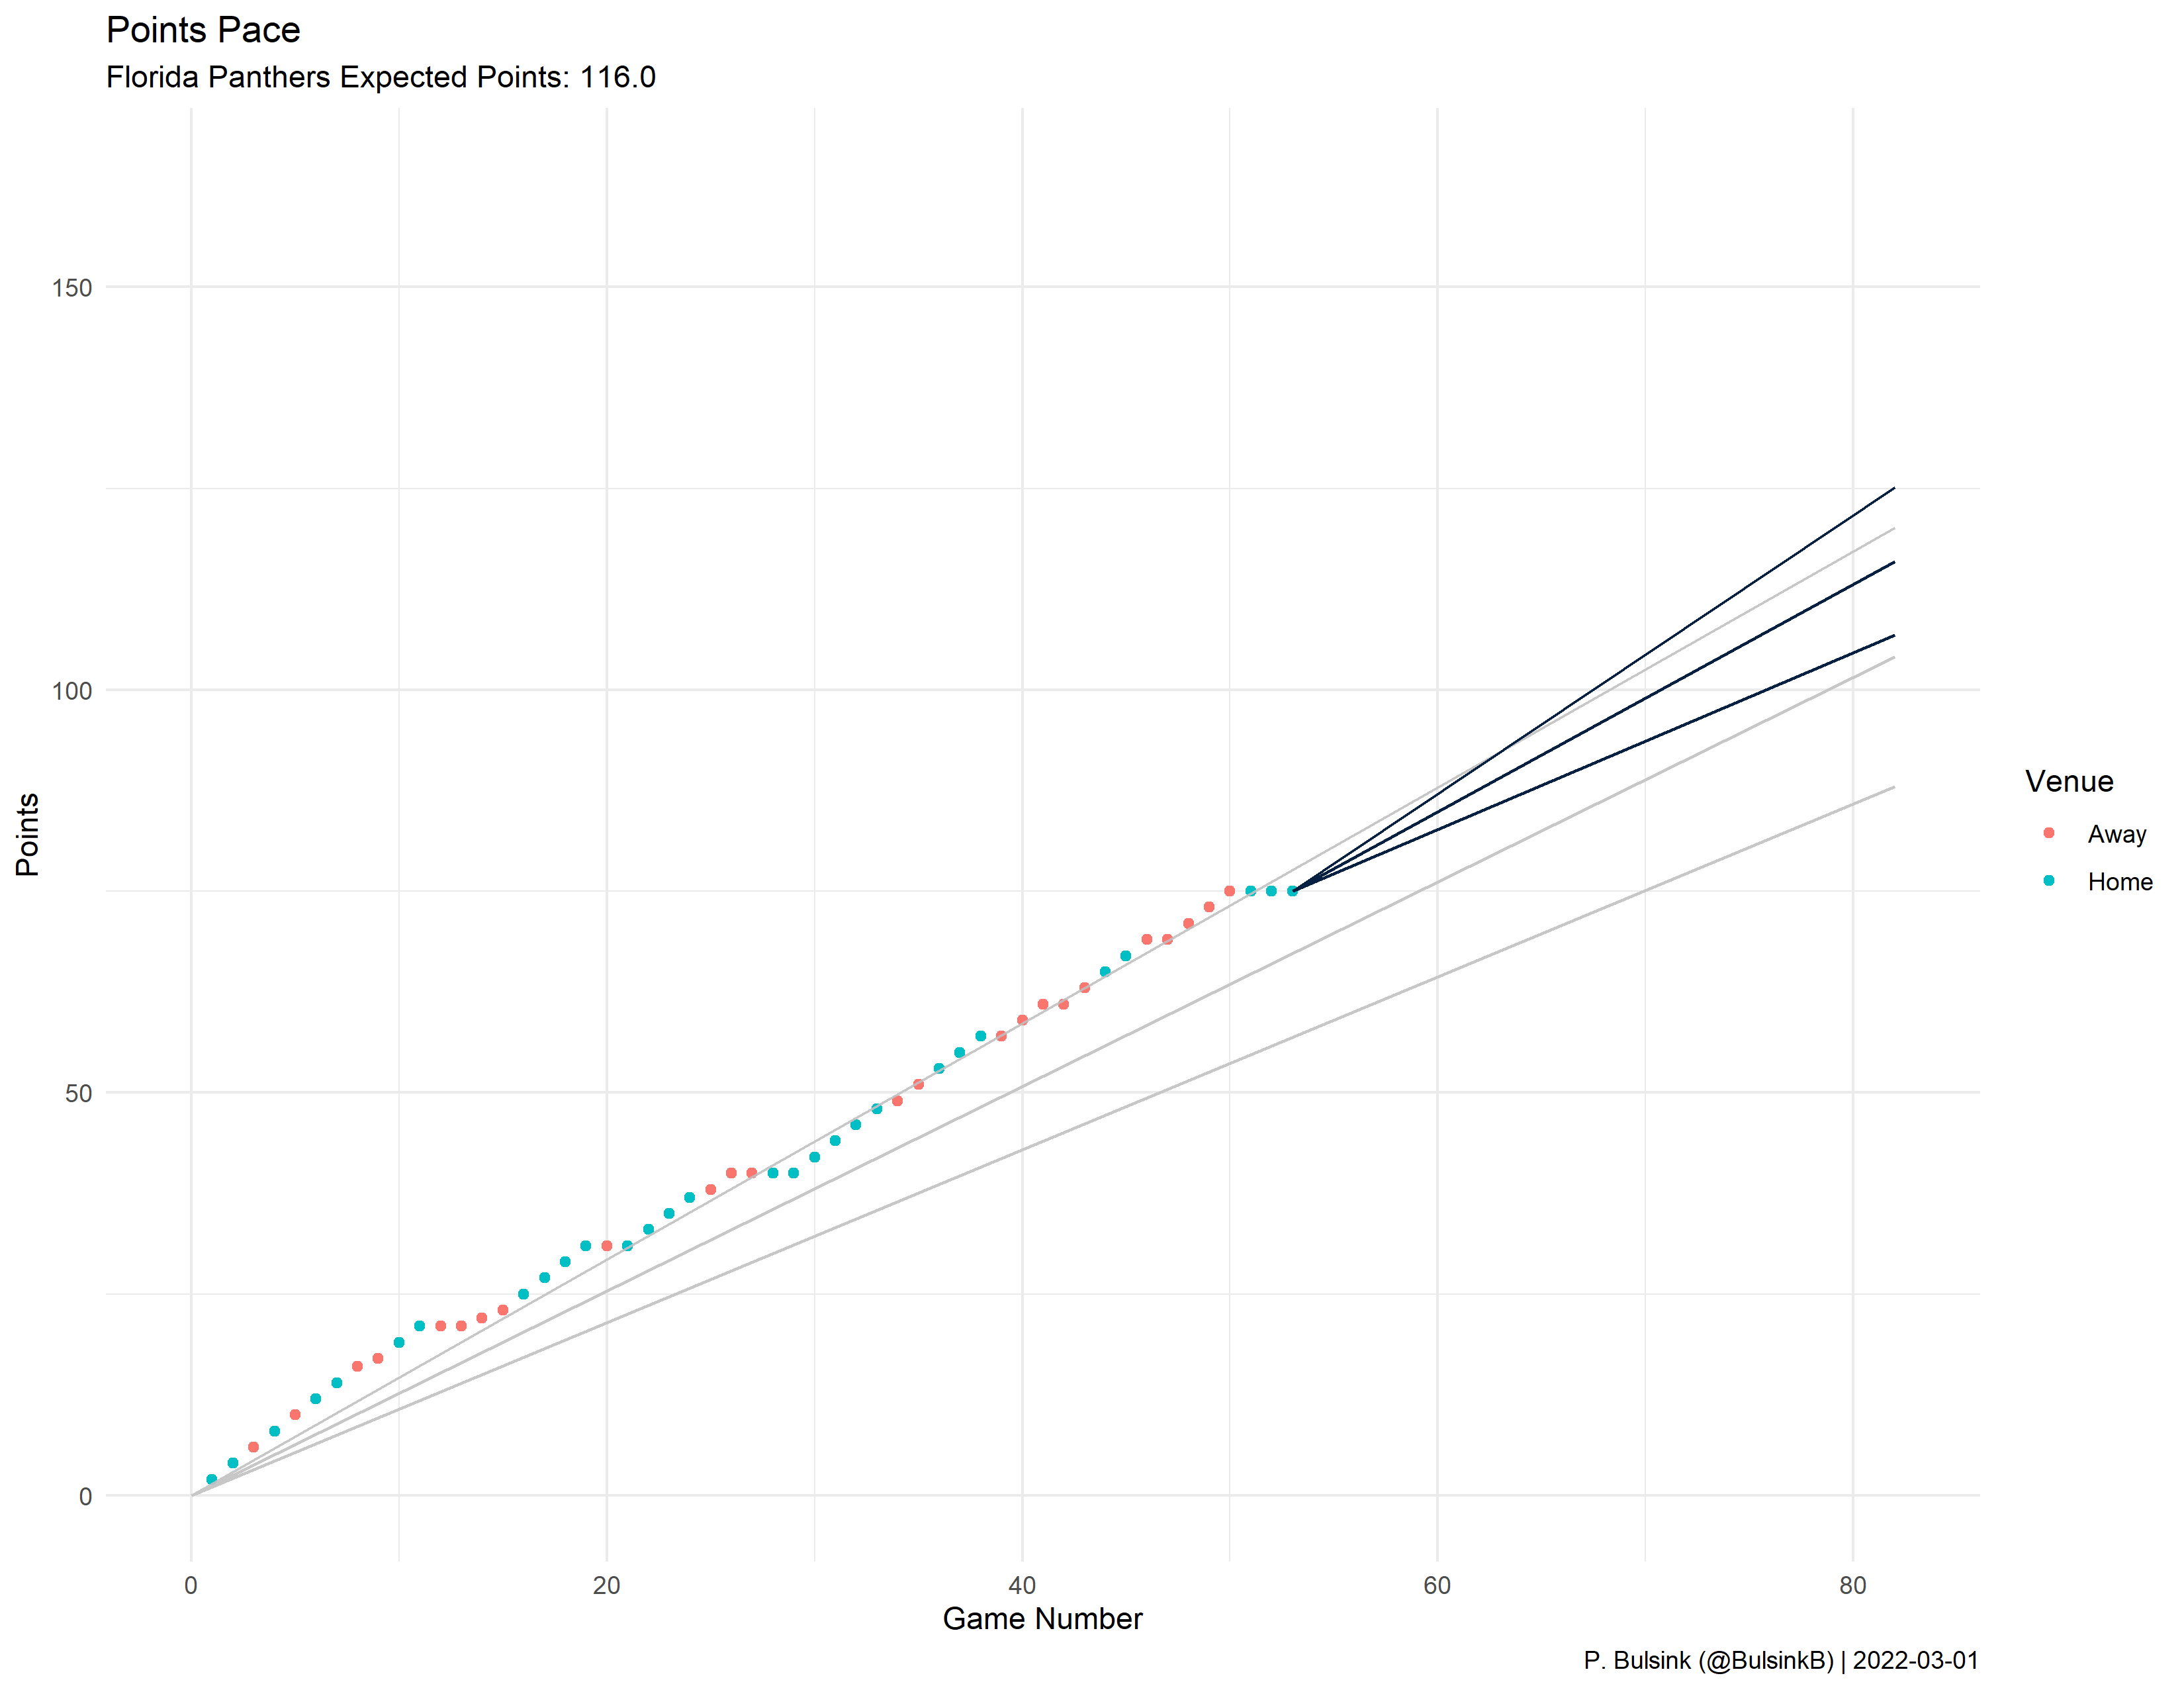 Points Pace
Florida Panthers Expected Points: 116.0
150
100
50
0
Points
0 20 40 60 80
Game Number
Venue
Away
Home
P. Bulsink (@BulsinkB) | 2022-03-01